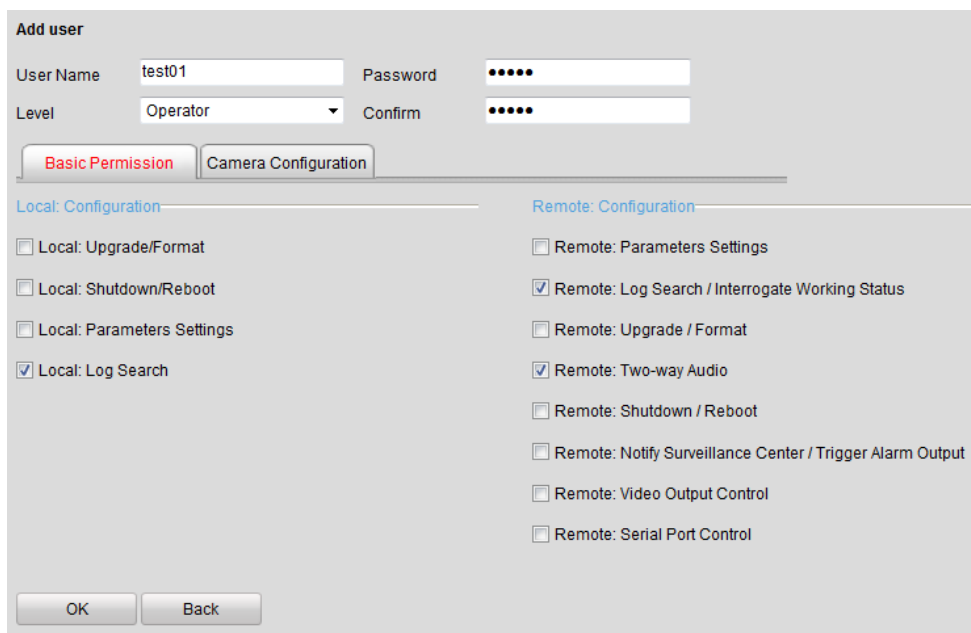 Add user
User Name test01 Password •••••
Level Operator Confirm •••••
Basic Permission Camera Configuration
Local: Configuration Remote: Configuration
Local: Upgrade/Format Remote: Parameters Settings
Local: Shutdown/Reboot Remote: Log Search / Interrogate Working Status
Local: Parameters Settings Remote: Upgrade / Format
Local: Log Search Remote: Two-way Audio
Remote: Shutdown / Reboot
Remote: Notify Surveillance Center / Trigger Alarm Output
Remote: Video Output Control
Remote: Serial Port Control
OK Back